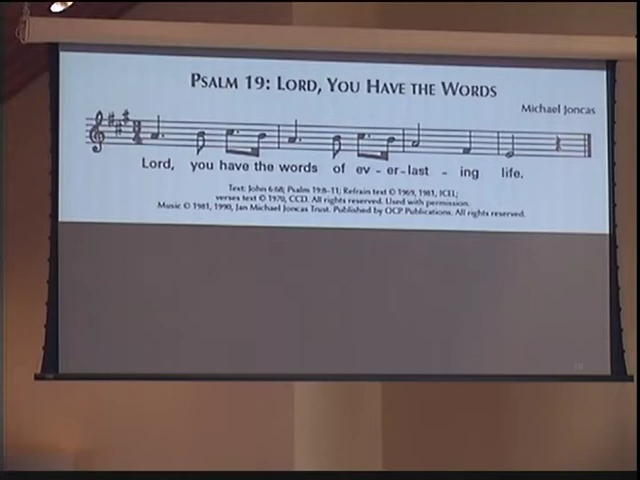 PSALM 19: LORD, YOU HAVE THE WORDS
Michael Joncas
Lord, you have the words of ev - er - last - ing life.
Text: John 6:68; Psalm 19:8-11; Refrain text © 1969, 1981, ICEL;
verses text © 1970, CCD. All rights reserved. Used with permission.
Music © 1981, 1990, Jan Michael Joncas Trust. Published by OCP Publications. All rights reserved.